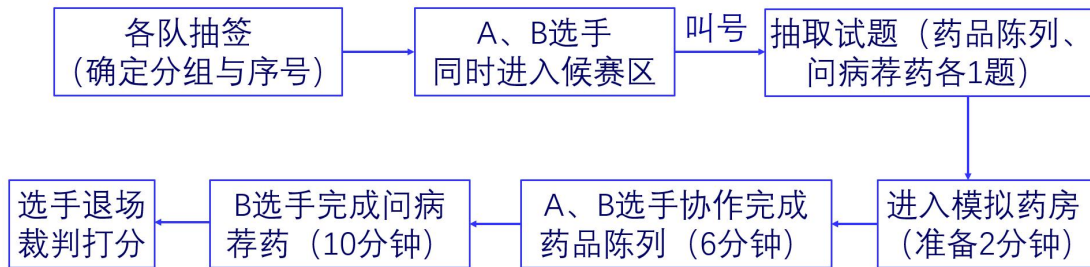 各队抽签
（确定分组与序号）
A、B选手
同时进入候赛区
叫号
抽取试题（药品陈列、
问病荐药各1题）
进入模拟药房
（准备2分钟）
A、B选手协作完成
药品陈列（6分钟）
B选手完成问病
荐药（10分钟）
选手退场
裁判打分